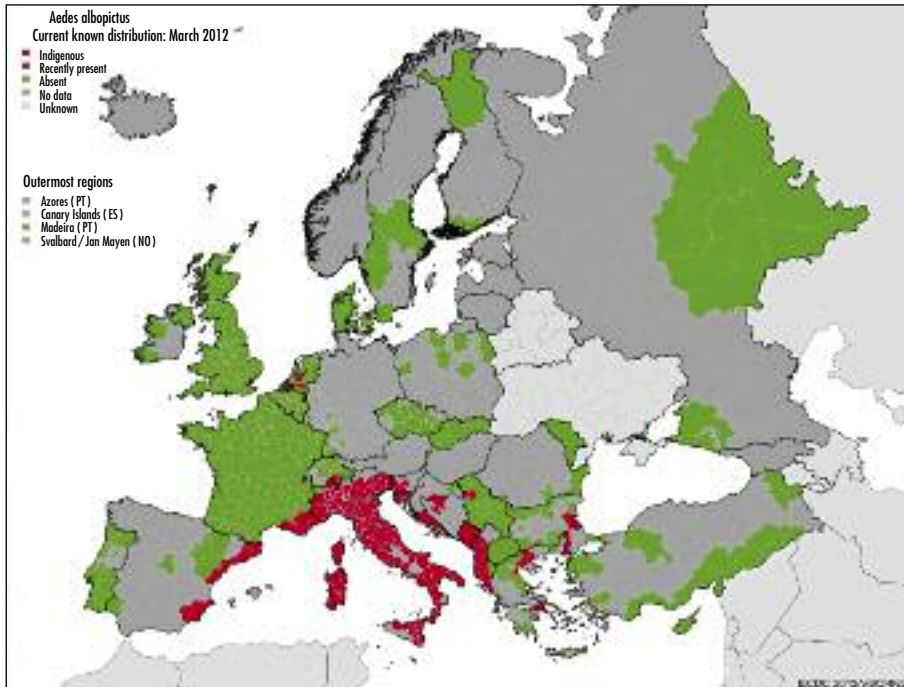 Aedes albopictus
Current known distribution: March 2012
Indigenous
Recently present
Absent
No data
Unknown
Outermost regions
Azores (PT)
Canary Islands (ES)
Madeira (PT)
Svalbard/Jan Mayen (NO)